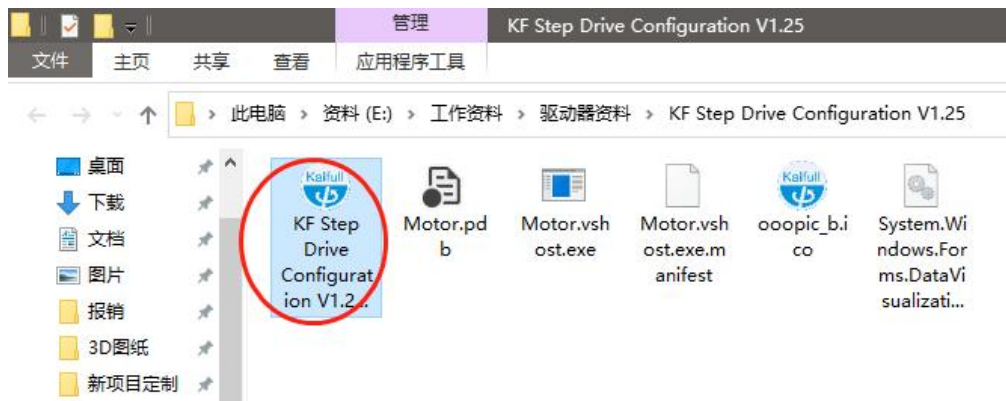 管理
KF Step Drive Configuration V1.25
文件
主页
共享
查看
应用程序工具
此电脑 › 资料 (E:) › 工作资料 › 驱动器资料 › KF Step Drive Configuration V1.25
桌面
下载
文档
图片
报销
3D图纸
新项目定制
Kaifull
KF Step
Drive
Configurat
ion V1.2...
Motor.pd
b
Motor.vsh
ost.exe
Motor.vsh
ost.exe.m
anifest
Kaifull
ooopic_b.i
co
System.Wi
ndows.For
ms.DataVi
sualizati...